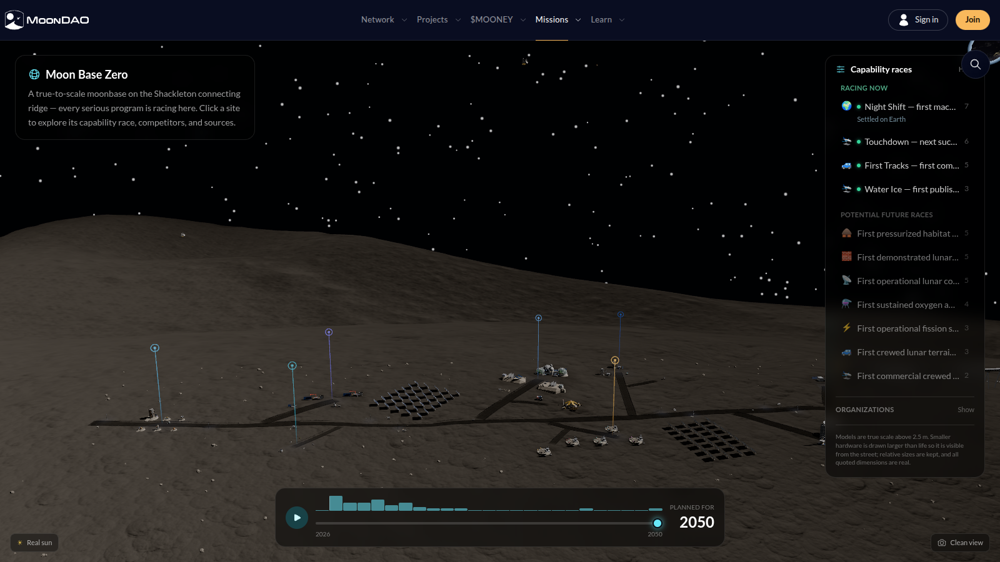 MOONDAO
Network
Projects
$MOONEY
Missions
Learn
Sign in
Join
Moon Base Zero
A true-to-scale moonbase on the Shackleton connecting
ridge — every serious program is racing here. Click a site
to explore its capability race, competitors, and sources.
Capability races
RACING NOW
Night Shift — first mac... 7
Settled on Earth
Touchdown — next suc... 6
First Tracks — first com... 5
Water Ice — first publis... 3
POTENTIAL FUTURE RACES
First pressurized habitat ... 5
First demonstrated lunar... 5
First operational lunar co... 5
First sustained oxygen a... 4
First operational fission s... 3
First crewed lunar terrai... 3
First commercial crewed ... 2
ORGANIZATIONS Show
Models are true scale above 2.5 m. Smaller
hardware is drawn larger than life so it is visible
from the street; relative sizes are kept, and all
quoted dimensions are real.
PLANNED FOR
2050
2026 2050
Real sun
Clean view